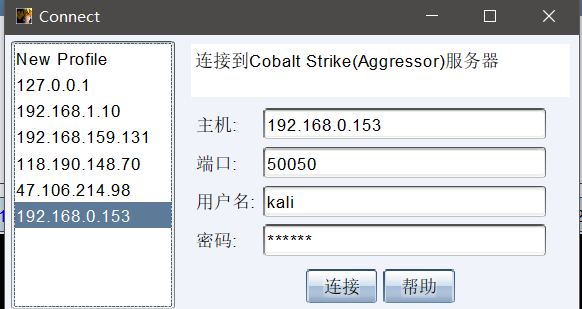 Connect
New Profile
127.0.0.1
192.168.1.10
192.168.159.131
118.190.148.70
47.106.214.98
192.168.0.153
连接到Cobalt Strike(Aggressor)服务器
主机: 192.168.0.153
端口: 50050
用户名: kali
密码: ******
连接 帮助